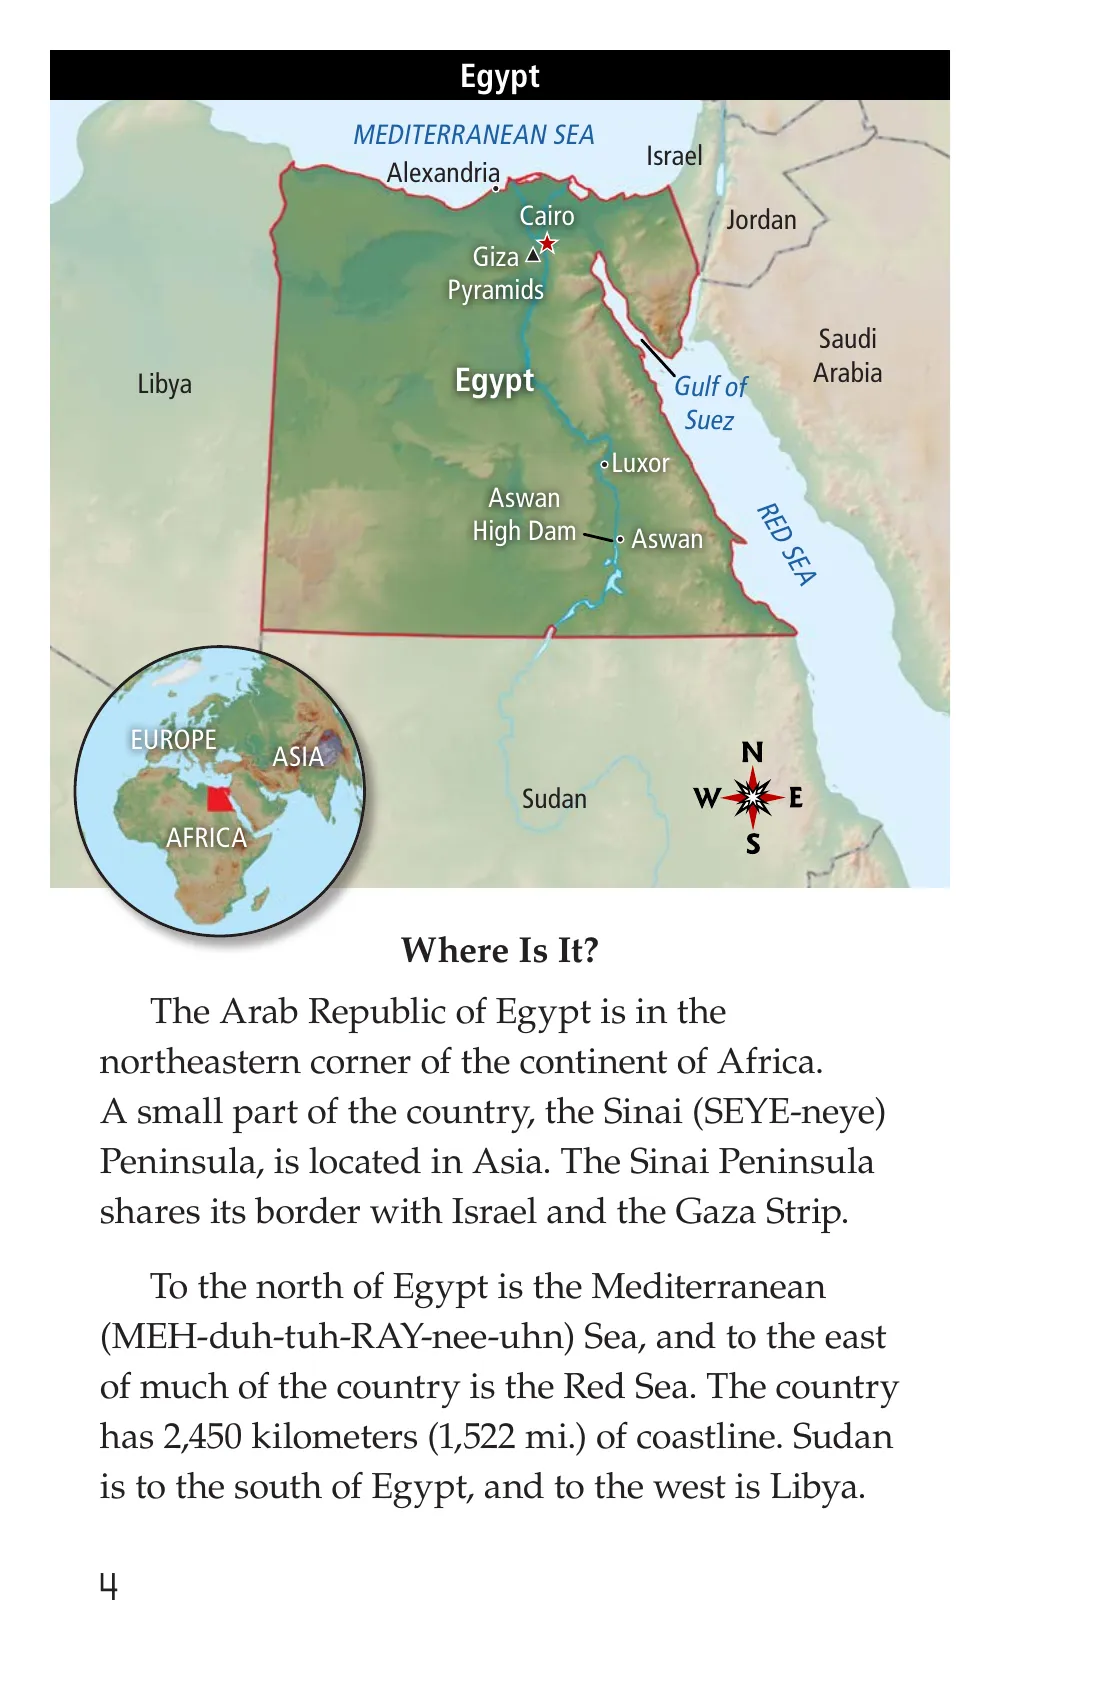 Egypt
MEDITERRANEAN SEA
Israel
Alexandria
Cairo
Jordan
Giza
Pyramids
Saudi
Arabia
Libya
Egypt
Gulf of
Suez
Luxor
Aswan
High Dam
Aswan
RED SEA
EUROPE
ASIA
AFRICA
Sudan
N
W
E
S
Where Is It?
The Arab Republic of Egypt is in the
northeastern corner of the continent of Africa.
A small part of the country, the Sinai (SEYE-neye)
Peninsula, is located in Asia. The Sinai Peninsula
shares its border with Israel and the Gaza Strip.
To the north of Egypt is the Mediterranean
(MEH-duh-tuh-RAY-nee-uhn) Sea, and to the east
of much of the country is the Red Sea. The country
has 2,450 kilometers (1,522 mi.) of coastline. Sudan
is to the south of Egypt, and to the west is Libya.
4